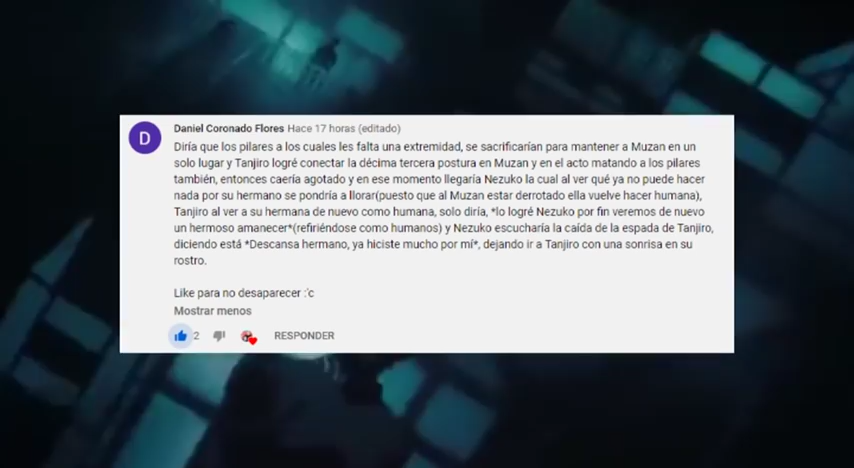 D
Daniel Coronado Flores Hace 17 horas (editado)
Diría que los pilares a los cuales les falta una extremidad, se sacrificarían para mantener a Muzan en un
solo lugar y Tanjiro logré conectar la décima tercera postura en Muzan y en el acto matando a los pilares
también, entonces caería agotado y en ese momento llegaría Nezuko la cual al ver qué ya no puede hacer
nada por su hermano se pondría a llorar(puesto que al Muzan estar derrotado ella vuelve hacer humana),
Tanjiro al ver a su hermana de nuevo como humana, solo diría, *lo logré Nezuko por fin veremos de nuevo
un hermoso amanecer*(refiriéndose como humanos) y Nezuko escucharía la caída de la espada de Tanjiro,
diciendo está *Descansa hermano, ya hiciste mucho por mí*, dejando ir a Tanjiro con una sonrisa en su
rostro.
Like para no desaparecer :'c
Mostrar menos
2 RESPONDER